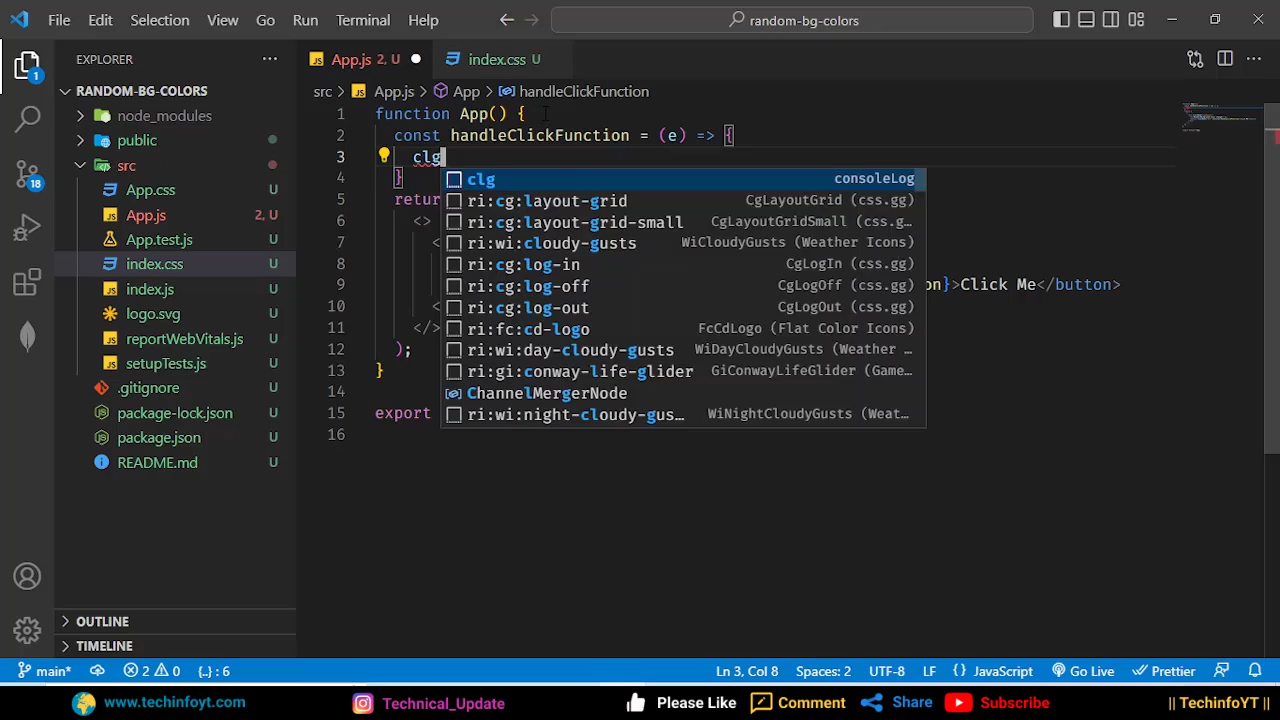 File Edit Selection View Go Run Terminal Help random-bg-colors
EXPLORER
App.js 2, U
index.css U
RANDOM-BG-COLORS
src App.js App handleClickFunction
node_modules
public
src
App.css U
App.js 2, U
App.test.js U
index.css U
index.js U
logo.svg U
reportWebVitals.js U
setupTests.js U
.gitignore U
package-lock.json U
package.json U
README.md U
1
18
1 function App() {
2 const handleClickFunction = (e) => {
3 clg
4 }
5 retur
6 <>
7 <
8
9 on}>Click Me</button>
10 <
11 </>
12 );
13 }
14
15 export
16
clg consoleLog
ri:cg:layout-grid CgLayoutGrid (css.gg)
ri:cg:layout-grid-small CgLayoutGridSmall (css.g…
ri:wi:cloudy-gusts WiCloudyGusts (Weather Icons)
ri:cg:log-in CgLogIn (css.gg)
ri:cg:log-off CgLogOff (css.gg)
ri:cg:log-out CgLogOut (css.gg)
ri:fc:cd-logo FcCdLogo (Flat Color Icons)
ri:wi:day-cloudy-gusts WiDayCloudyGusts (Weather …
ri:gi:conway-life-glider GiConwayLifeGlider (Game…
ChannelMergerNode
ri:wi:night-cloudy-gus… WiNightCloudyGusts (Weat…
OUTLINE
TIMELINE
main* 2 0 {..} : 6 Ln 3, Col 8 Spaces: 2 UTF-8 LF {} JavaScript Go Live Prettier
www.techinfoyt.com Technical_Update Please Like Comment Share Subscribe || TechinfoYT ||